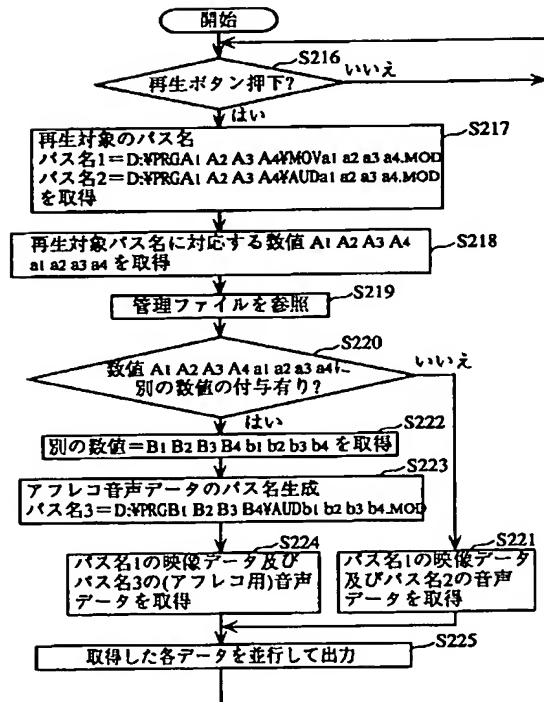 開始
S216
再生ボタン押下?
いいえ
はい
S217
再生対象のパス名
パス名1=D:¥PRGA1 A2 A3 A4¥MOVa1 a2 a3 a4.MOD
パス名2=D:¥PRGA1 A2 A3 A4¥AUDa1 a2 a3 a4.MOD
を取得
S218
再生対象パス名に対応する数値 A1 A2 A3 A4
a1 a2 a3 a4 を取得
S219
管理ファイルを参照
S220
数値 A1 A2 A3 A4 a1 a2 a3 a4に
別の数値の付与有り?
いいえ
はい
S222
別の数値=B1 B2 B3 B4 b1 b2 b3 b4 を取得
S223
アフレコ音声データのパス名生成
パス名3=D:¥PRGB1 B2 B3 B4¥AUDb1 b2 b3 b4.MOD
S224
パス名1の映像データ及び
パス名3の(アフレコ用)音声
データを取得
S221
パス名1の映像データ
及びパス名2の音声
データを取得
S225
取得した各データを並行して出力